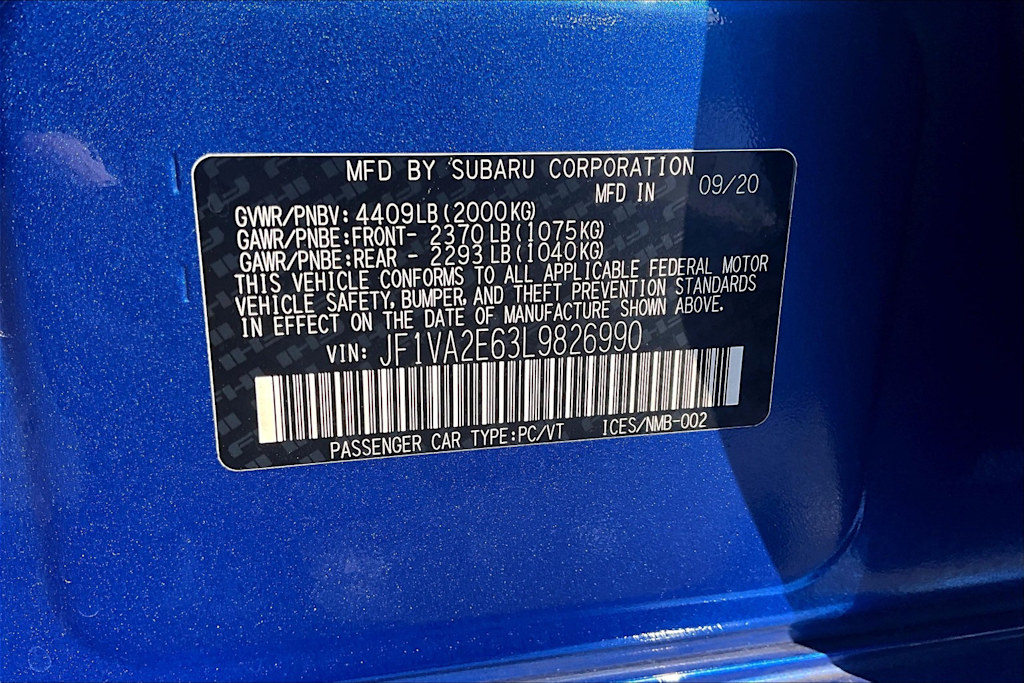 MFD BY SUBARU CORPORATION
MFD IN 09/20
GVWR/PNBV: 4409LB(2000KG)
GAWR/PNBE:FRONT- 2370LB(1075KG)
GAWR/PNBE:REAR - 2293LB(1040KG)
THIS VEHICLE CONFORMS TO ALL APPLICABLE FEDERAL MOTOR
VEHICLE SAFETY, BUMPER, AND THEFT PREVENTION STANDARDS
IN EFFECT ON THE DATE OF MANUFACTURE SHOWN ABOVE.
VIN: JF1VA2E63L9826990
PASSENGER CAR TYPE:PC/VT ICES/NMB-002